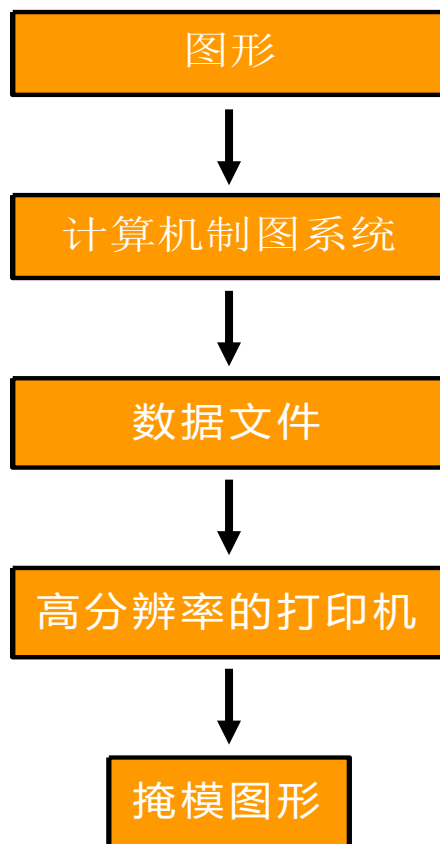 图形
计算机制图系统
数据文件
高分辨率的打印机
掩模图形